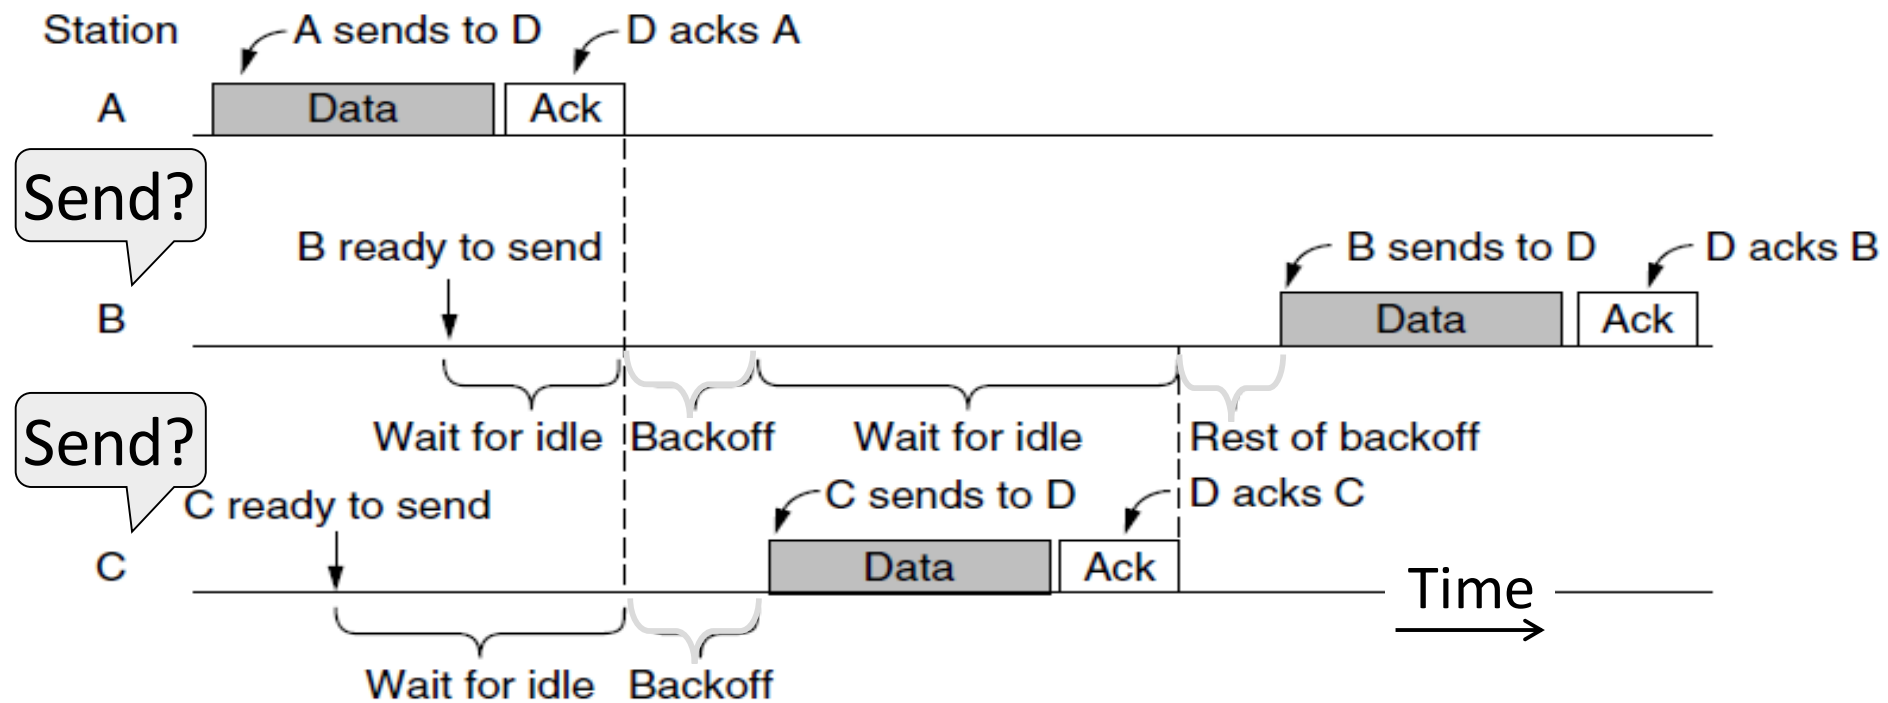 Station
A sends to D
D acks A
A
Data
Ack
Send?
B ready to send
B sends to D
D acks B
B
Data
Ack
Wait for idle
Backoff
Wait for idle
Rest of backoff
Send?
C ready to send
C sends to D
D acks C
C
Data
Ack
Time
Wait for idle
Backoff